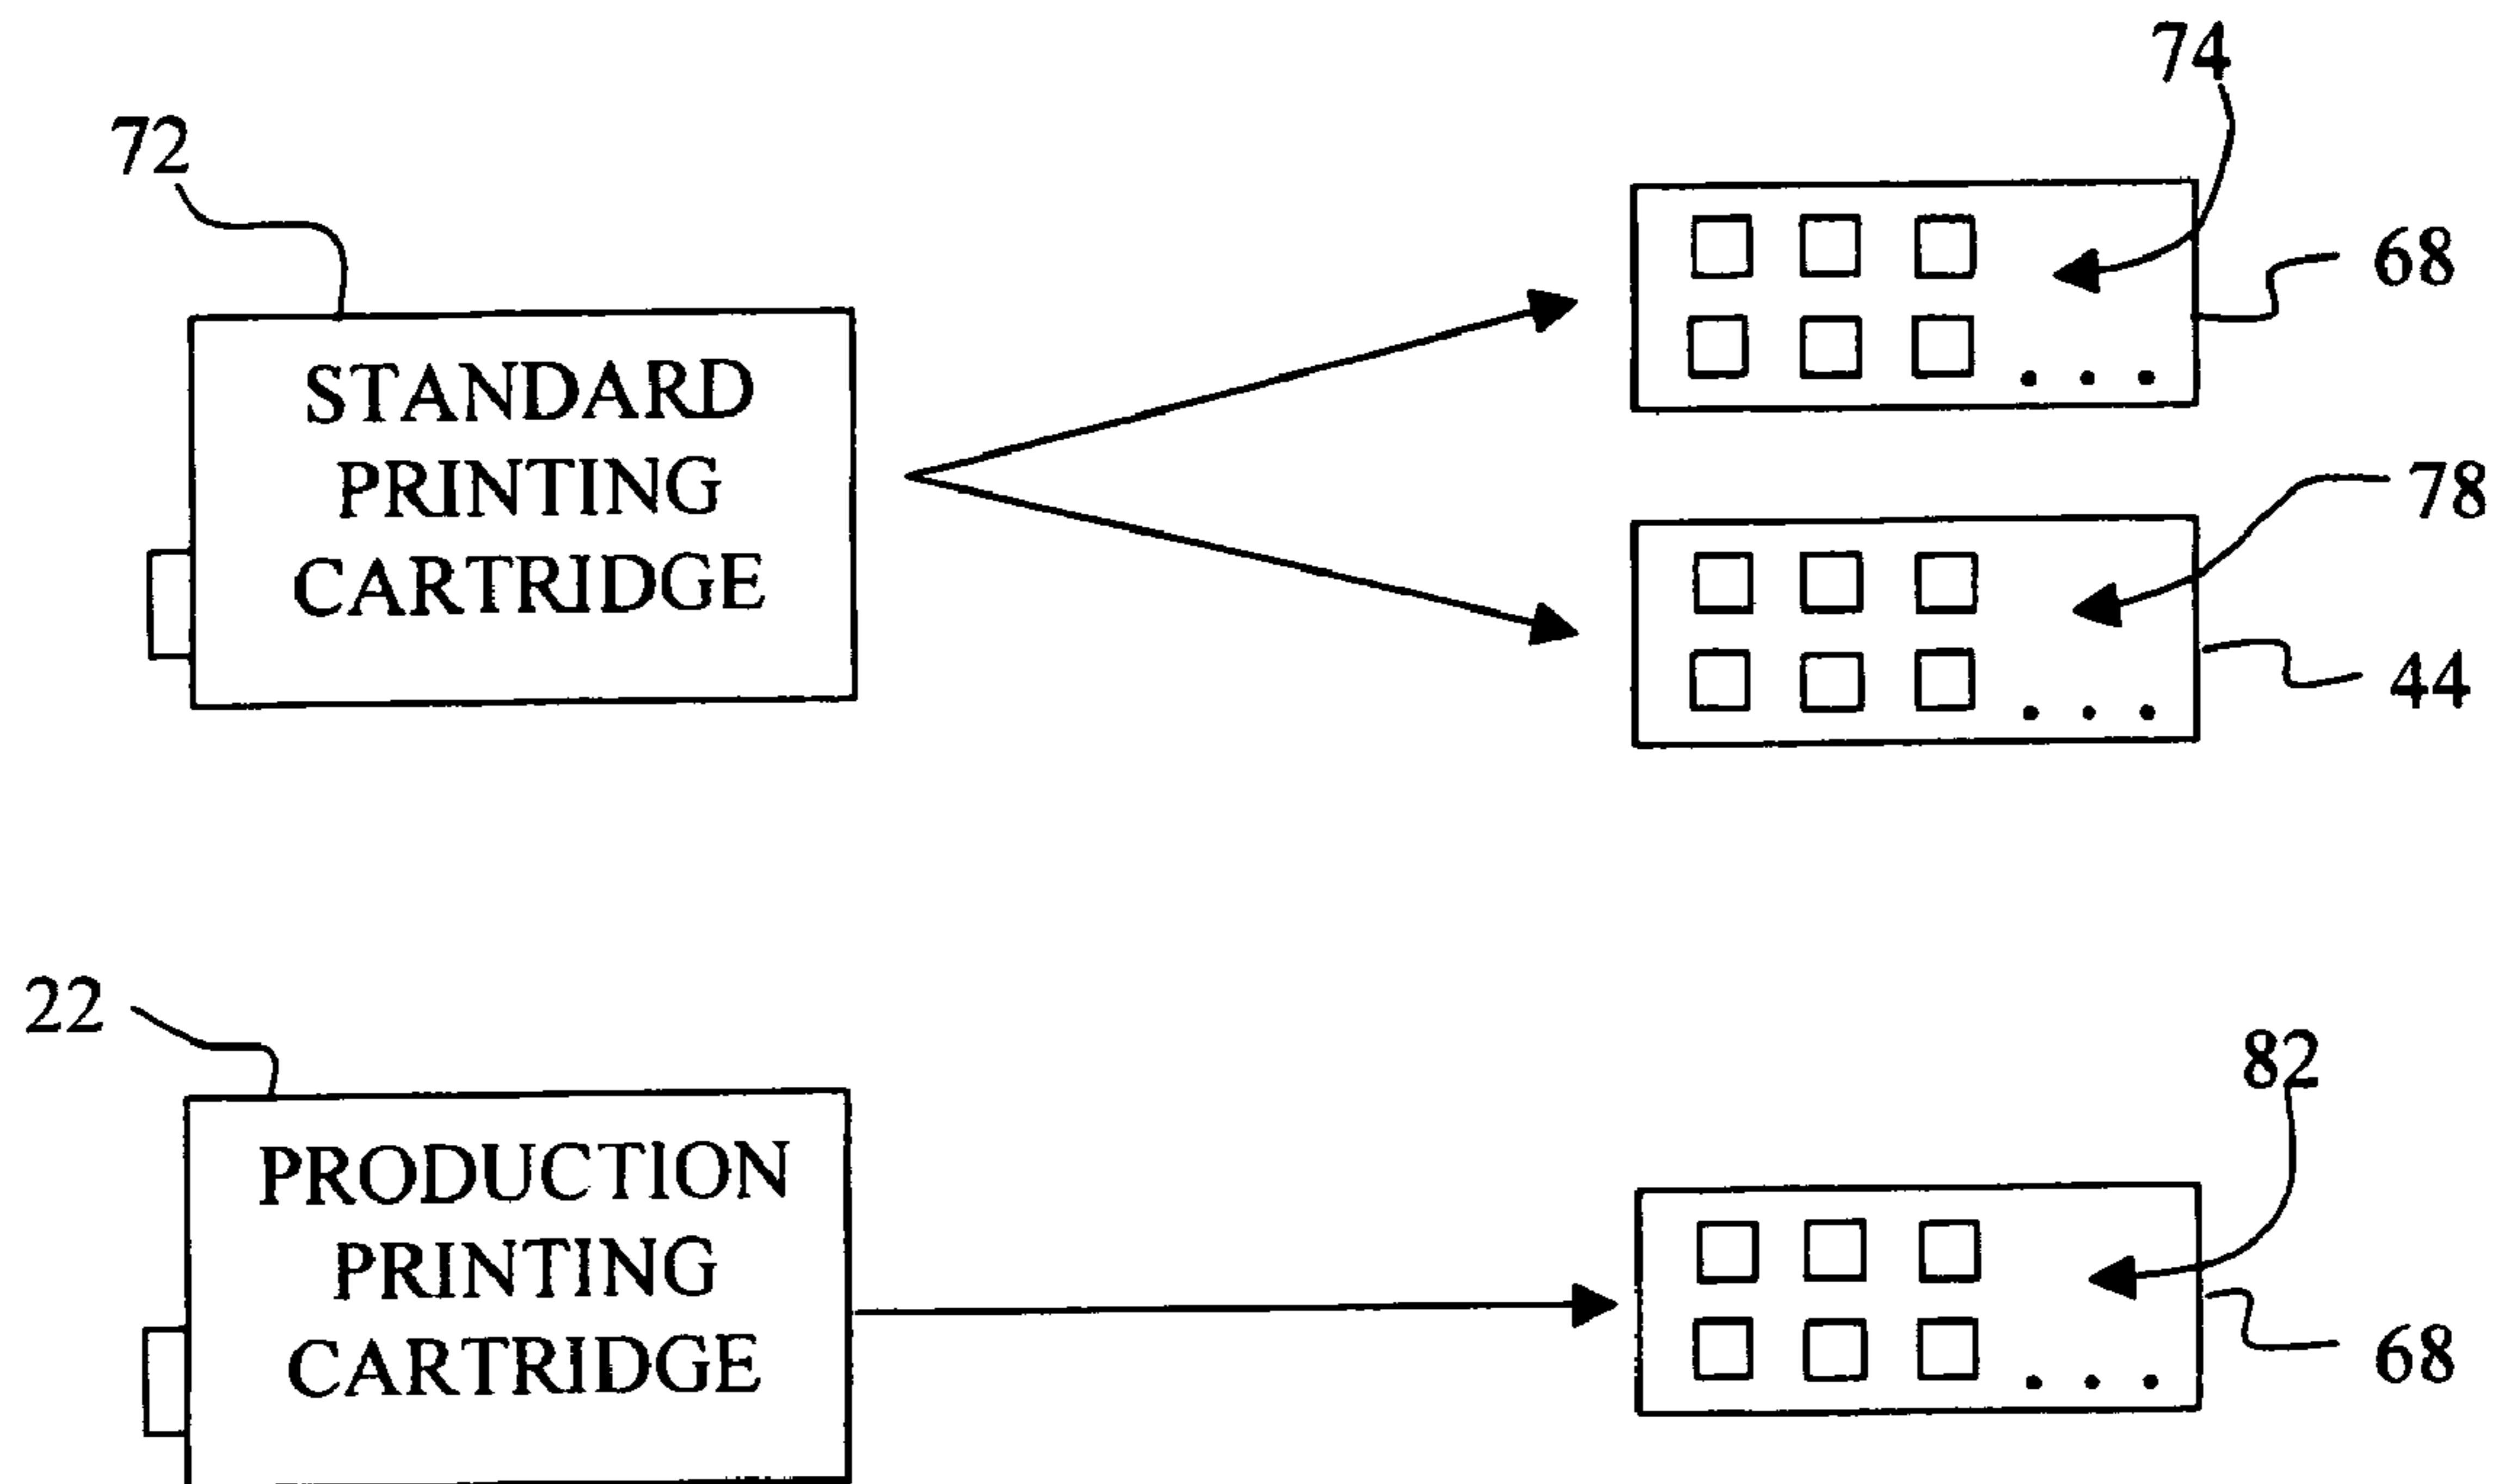 74
72
68
STANDARD
PRINTING
CARTRIDGE
78
44
22
82
PRODUCTION
PRINTING
CARTRIDGE
68